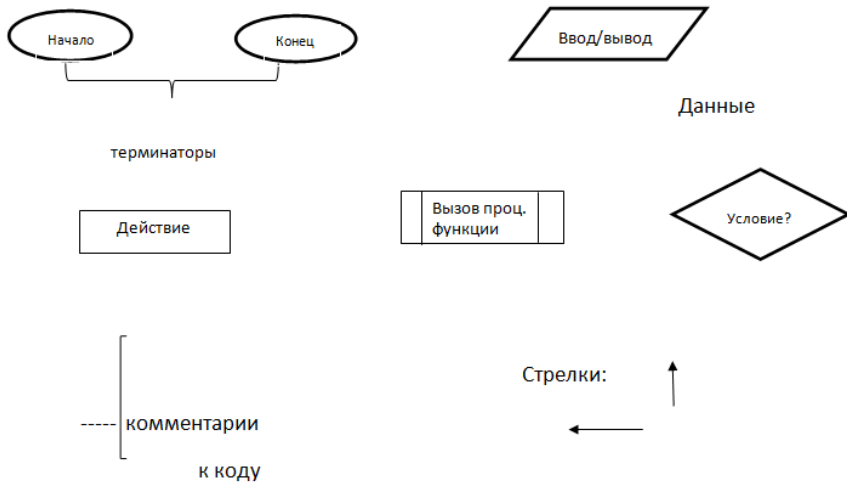 Начало
Конец
Ввод/вывод
Данные
терминаторы
Действие
Вызов проц.
функции
Условие?
Стрелки:
комментарии
к коду